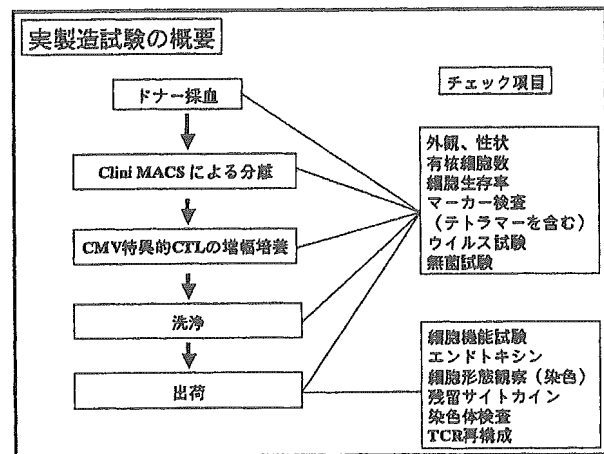 実製造試験の概要
チェック項目
ドナー採血
Clini MACS による分離
CMV特異的CTLの増幅培養
洗浄
出荷
外観、性状
有核細胞数
細胞生存率
マーカー検査
（テトラマーを含む）
ウイルス試験
無菌試験
細胞機能試験
エンドトキシン
細胞形態観察（染色）
残留サイトカイン
染色体検査
TCR再構成